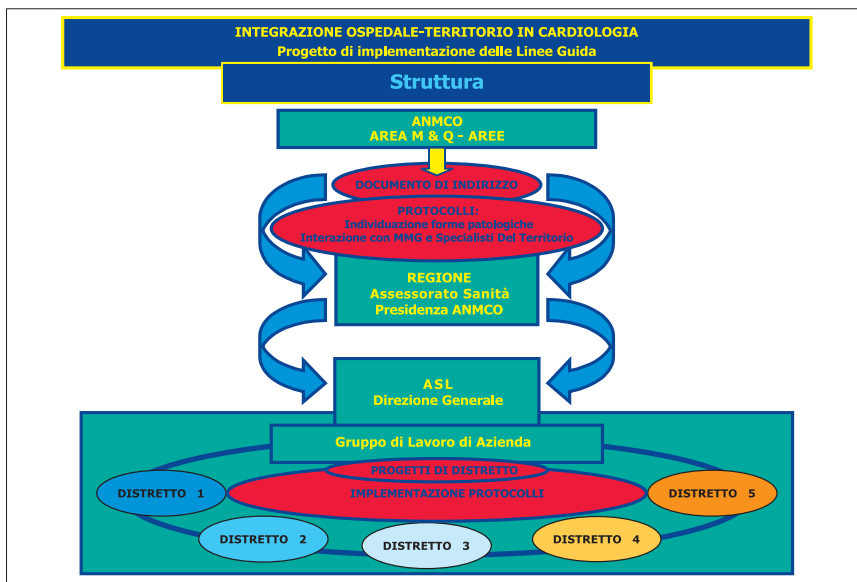 INTEGRAZIONE OSPEDALE-TERRITORIO IN CARDIOLOGIA
Progetto di implementazione delle Linee Guida
Struttura
ANMCO
AREA M & Q - AREE
DOCUMENTO DI INDIRIZZO
PROTOCOLLI:
Individuazione forme patologiche
Interazione con MMG e Specialisti Del Territorio
REGIONE
Assessorato Sanità
Presidenza ANMCO
ASL
Direzione Generale
Gruppo di Lavoro di Azienda
PROGETTI DI DISTRETTO
IMPLEMENTAZIONE PROTOCOLLI
DISTRETTO 1
DISTRETTO 2
DISTRETTO 3
DISTRETTO 4
DISTRETTO 5